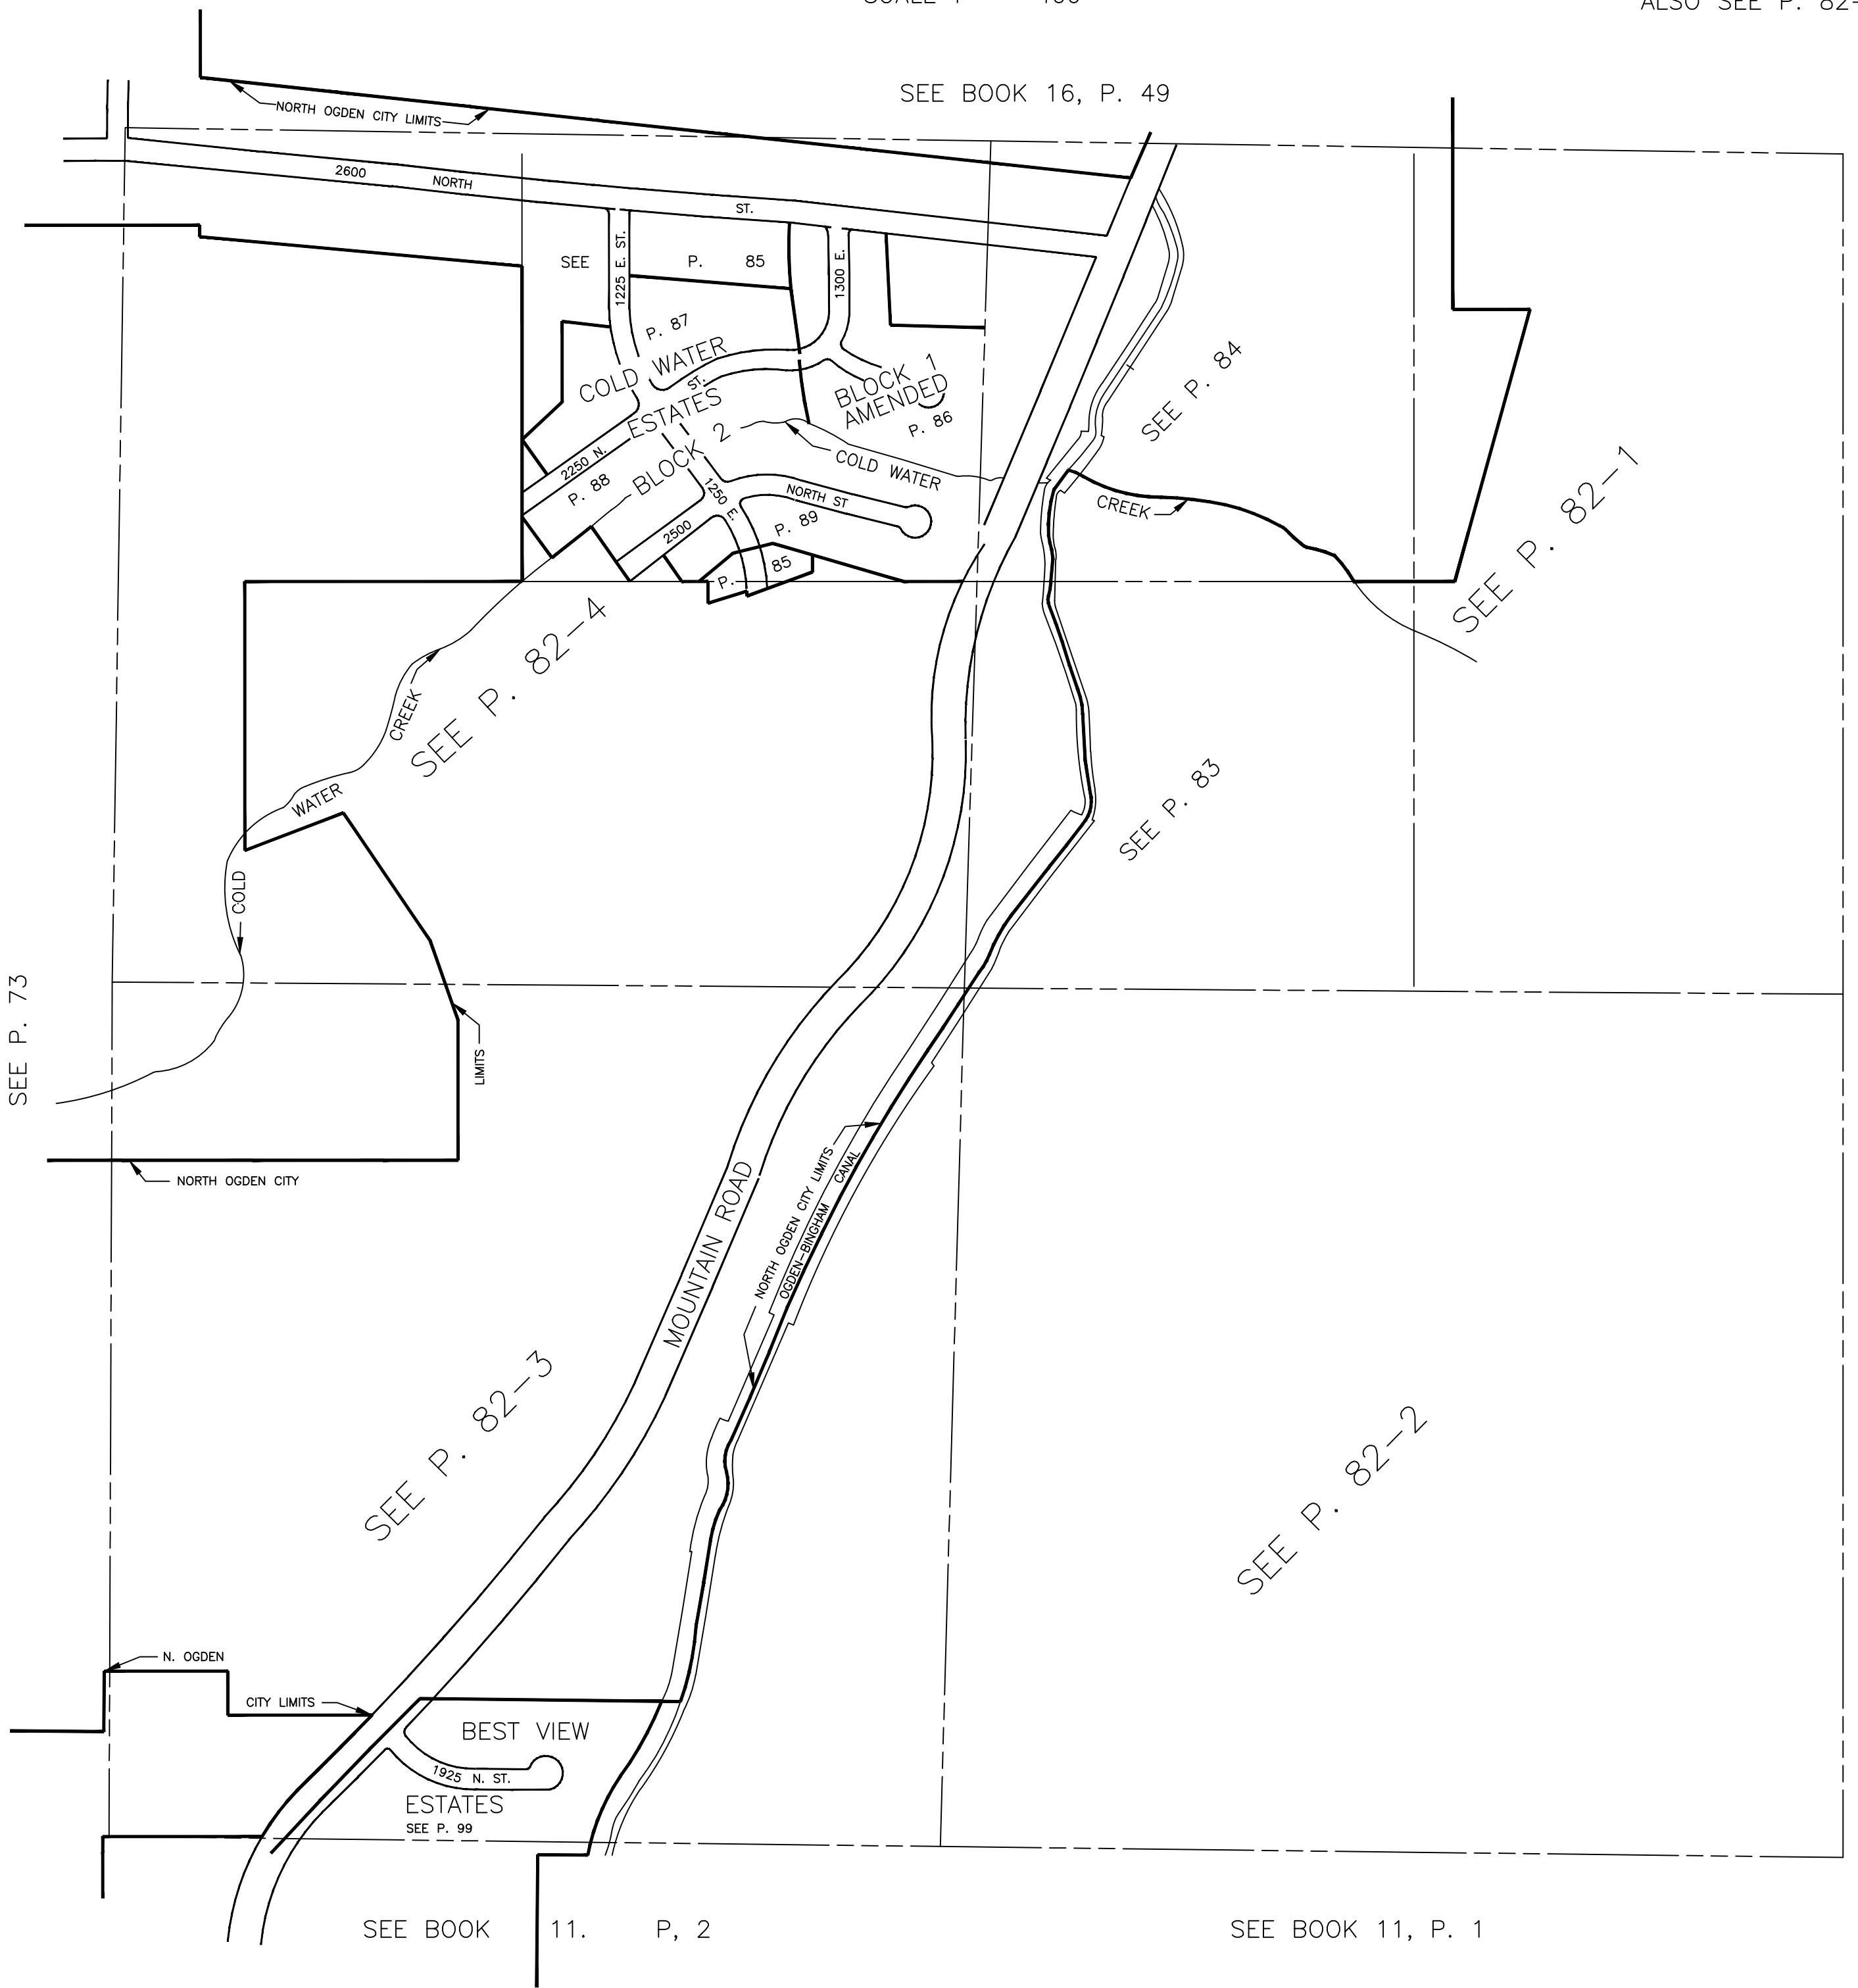 SEE BOOK 16, P. 49
NORTH OGDEN CITY LIMITS
2600 NORTH ST.
SEE P. 85
1225 E. ST.
1300 E.
P. 87
COLD WATER
ESTATES
ST.
BLOCK 1
AMENDED
P. 86
BLOCK 2
2250 N.
P. 88
COLD WATER
CREEK
1250 E.
NORTH ST
2500
P. 89
P. 85
SEE P. 84
SEE P. 82-1
SEE P. 82-4
CREEK
WATER
COLD
SEE P. 83
SEE P. 73
LIMITS
NORTH OGDEN CITY
MOUNTAIN ROAD
NORTH OGDEN CITY LIMITS
OGDEN-BINGHAM CANAL
SEE P. 82-3
SEE P. 82-2
N. OGDEN
CITY LIMITS
BEST VIEW
1925 N. ST.
ESTATES
SEE P. 99
SEE BOOK 11. P, 2
SEE BOOK 11, P. 1